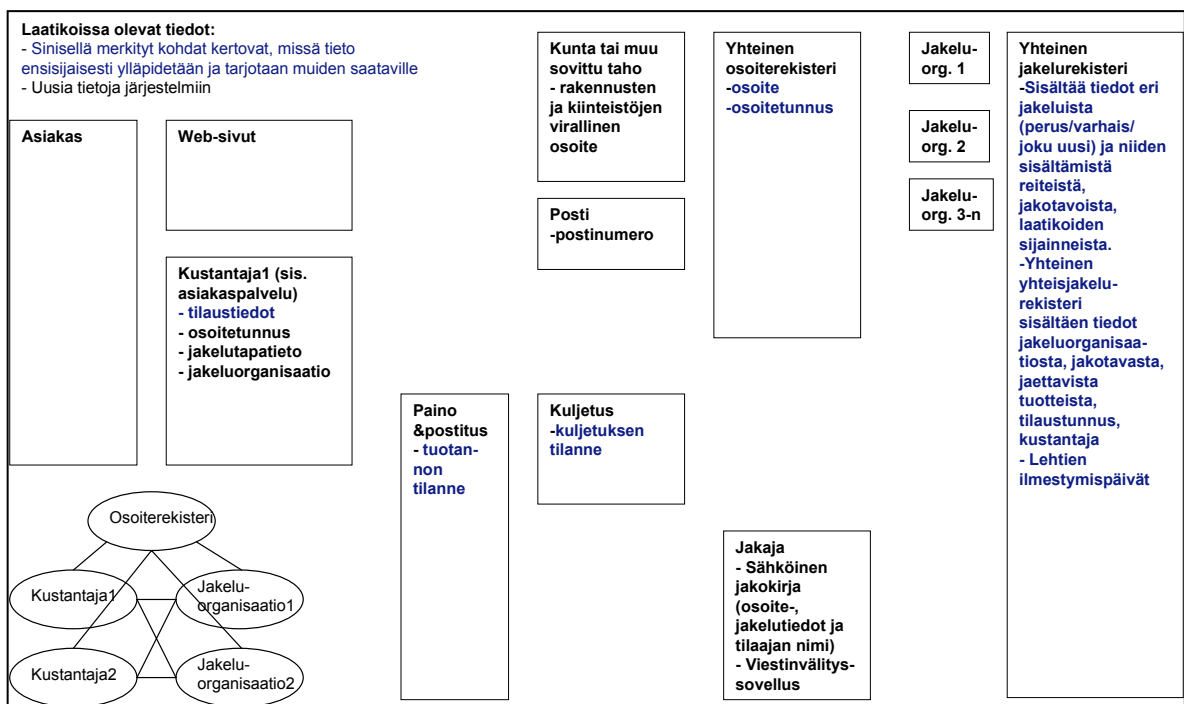 Laatikoissa olevat tiedot:
- Sinisellä merkityt kohdat kertovat, missä tieto
ensisijaisesti ylläpidetään ja tarjotaan muiden saataville
- Uusia tietoja järjestelmiin
Asiakas
Web-sivut
Kustantaja1 (sis.
asiakaspalvelu)
- tilaustiedot
- osoitetunnus
- jakelutapatieto
- jakeluorganisaatio
Paino
&postitus
- tuotan-
non
tilanne
Kunta tai muu
sovittu taho
- rakennusten
ja kiinteistöjen
virallinen
osoite
Posti
-postinumero
Kuljetus
-kuljetuksen
tilanne
Yhteinen
osoiterekisteri
-osoite
-osoitetunnus
Jakaja
- Sähköinen
jakokirja
(osoite-,
jakelutiedot ja
tilaajan nimi)
- Viestinvälitys-
sovellus
Jakelu-
org. 1
Jakelu-
org. 2
Jakelu-
org. 3-n
Yhteinen
jakelurekisteri
-Sisältää tiedot eri
jakeluista
(perus/varhais/
joku uusi) ja niiden
sisältämistä
reiteistä,
jakotavoista,
laatikoiden
sijainneista.
-Yhteinen
yhteisjakelu-
rekisteri
sisältäen tiedot
jakeluorganisaa-
tiosta, jakotavasta,
jaettavista
tuotteista,
tilaustunnus,
kustantaja
- Lehtien
ilmestymispäivät
Osoiterekisteri
Kustantaja1
Jakelu-
organisaatio1
Kustantaja2
Jakelu-
organisaatio2